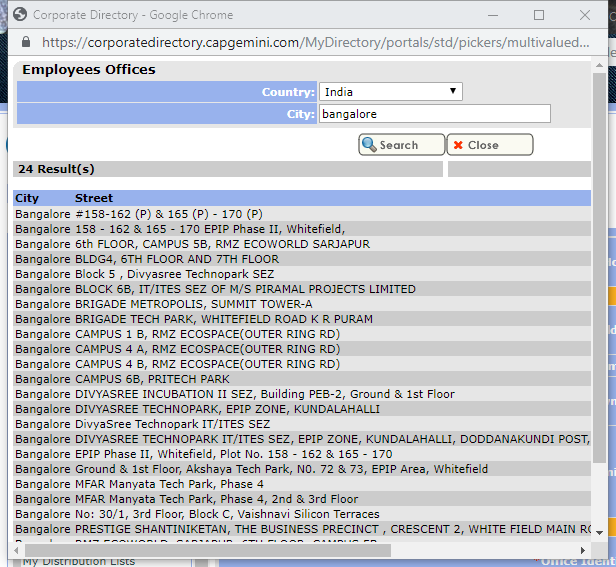 Corporate Directory - Google Chrome
https://corporatedirectory.capgemini.com/MyDirectory/portals/std/pickers/multivalued...
Employees Offices
Country: India
City: bangalore
Search Close
24 Result(s)
City Street
Bangalore #158-162 (P) & 165 (P) - 170 (P)
Bangalore 158 - 162 & 165 - 170 EPIP Phase II, Whitefield,
Bangalore 6th FLOOR, CAMPUS 5B, RMZ ECOWORLD SARJAPUR
Bangalore BLDG4, 6TH FLOOR AND 7TH FLOOR
Bangalore Block 5 , Divyasree Technopark SEZ
Bangalore BLOCK 6B, IT/ITES SEZ OF M/S PIRAMAL PROJECTS LIMITED
Bangalore BRIGADE METROPOLIS, SUMMIT TOWER-A
Bangalore BRIGADE TECH PARK, WHITEFIELD ROAD K R PURAM
Bangalore CAMPUS 1 B, RMZ ECOSPACE(OUTER RING RD)
Bangalore CAMPUS 4 A, RMZ ECOSPACE(OUTER RING RD)
Bangalore CAMPUS 4 B, RMZ ECOSPACE(OUTER RING RD)
Bangalore CAMPUS 6B, PRITECH PARK
Bangalore DIVYASREE INCUBATION II SEZ, Building PEB-2, Ground & 1st Floor
Bangalore DIVYASREE TECHNOPARK, EPIP ZONE, KUNDALAHALLI
Bangalore DivyaSree Technopark IT/ITES SEZ
Bangalore DIVYASREE TECHNOPARK IT/ITES SEZ, EPIP ZONE, KUNDALAHALLI, DODDANAKUNDI POST,
Bangalore EPIP Phase II, Whitefield, Plot No. 158 - 162 & 165 - 170
Bangalore Ground & 1st Floor, Akshaya Tech Park, N0. 72 & 73, EPIP Area, Whitefield
Bangalore MFAR Manyata Tech Park, Phase 4
Bangalore MFAR Manyata Tech Park, Phase 4, 2nd & 3rd Floor
Bangalore No: 30/1, 3rd Floor, Block C, Vaishnavi Silicon Terraces
Bangalore PRESTIGE SHANTINIKETAN, THE BUSINESS PRECINCT , CRESCENT 2, WHITE FIELD MAIN RO
Bangalore RMZ ECOWORLD, SARJAPUR, 6TH FLOOR, CAMPUS 5B
My Distribution Lists
Office Identi